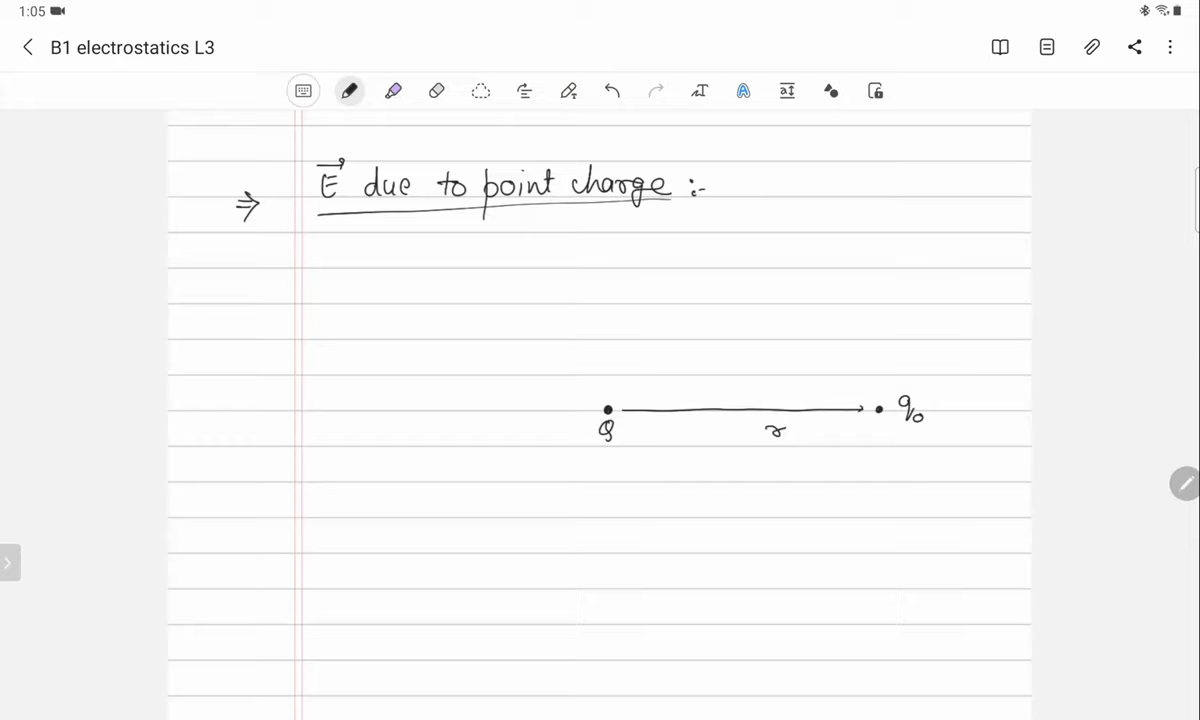 1:05
B1 electrostatics L3
⇒ E⃗ due to point charge :-
Q r q₀